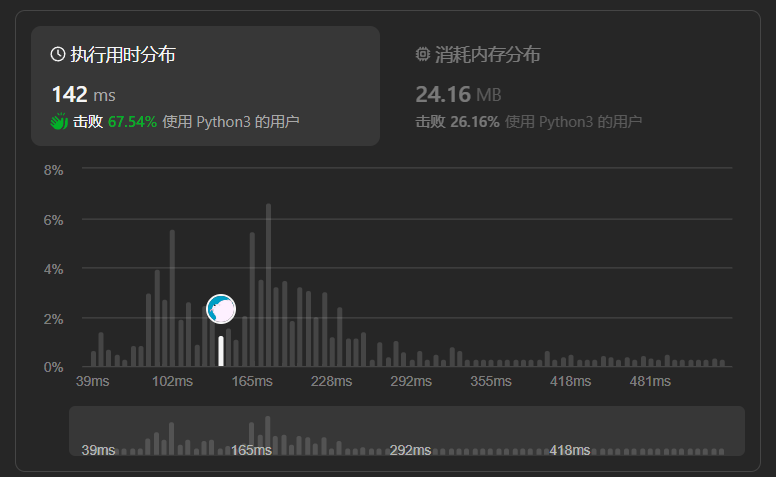 执行用时分布
142 ms
击败 67.54% 使用 Python3 的用户
消耗内存分布
24.16 MB
击败 26.16% 使用 Python3 的用户
8%
6%
4%
2%
0%
39ms 102ms 165ms 228ms 292ms 355ms 418ms 481ms
39ms 165ms 292ms 418ms